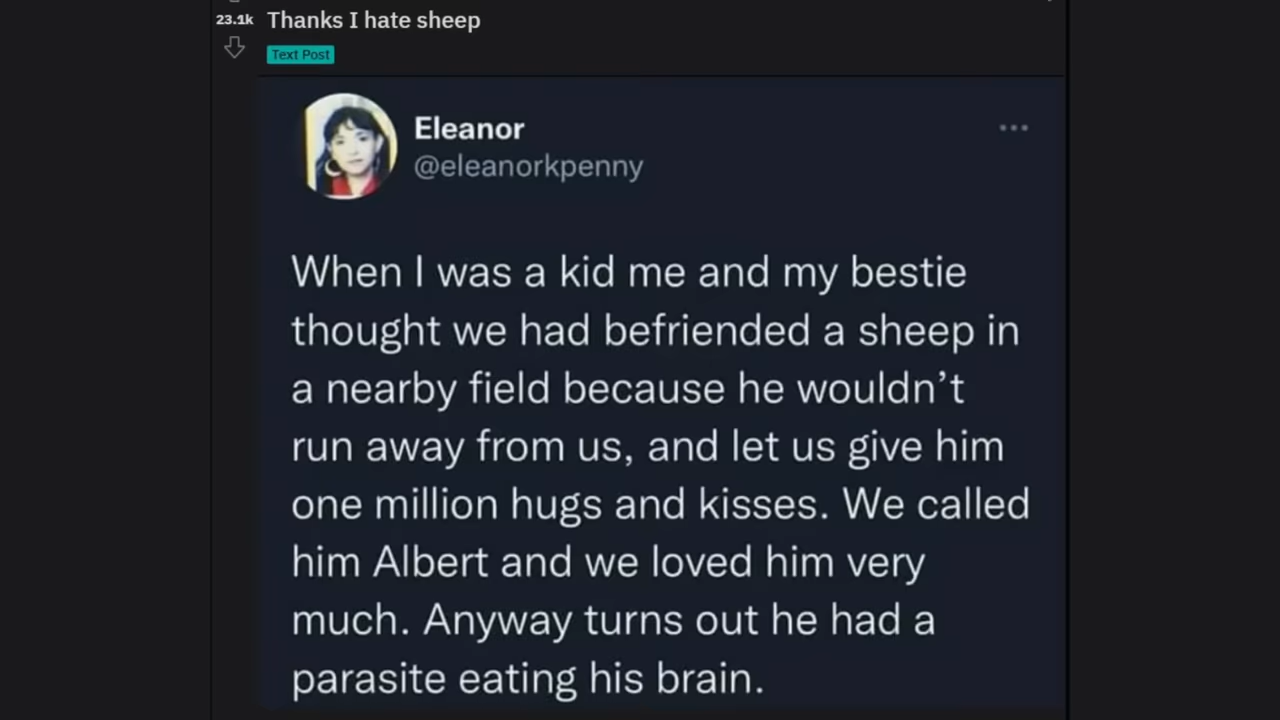 23.1k
Thanks I hate sheep
Text Post
Eleanor
@eleanorkpenny
When I was a kid me and my bestie
thought we had befriended a sheep in
a nearby field because he wouldn’t
run away from us, and let us give him
one million hugs and kisses. We called
him Albert and we loved him very
much. Anyway turns out he had a
parasite eating his brain.